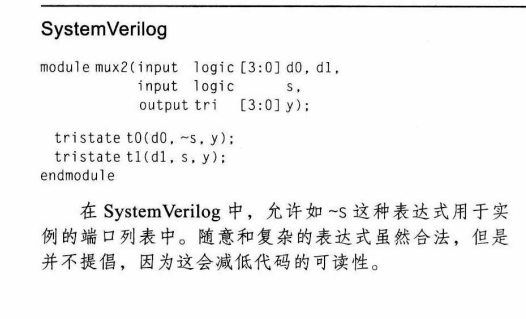 SystemVerilog
module mux2(input  logic [3:0] d0, d1,
            input  logic       s,
            output tri   [3:0] y);
  tristate t0(d0, ~s, y);
  tristate t1(d1, s, y);
endmodule
在 SystemVerilog 中，允许如 ~s 这种表达式用于实
例的端口列表中。随意和复杂的表达式虽然合法，但是
并不提倡，因为这会减低代码的可读性。